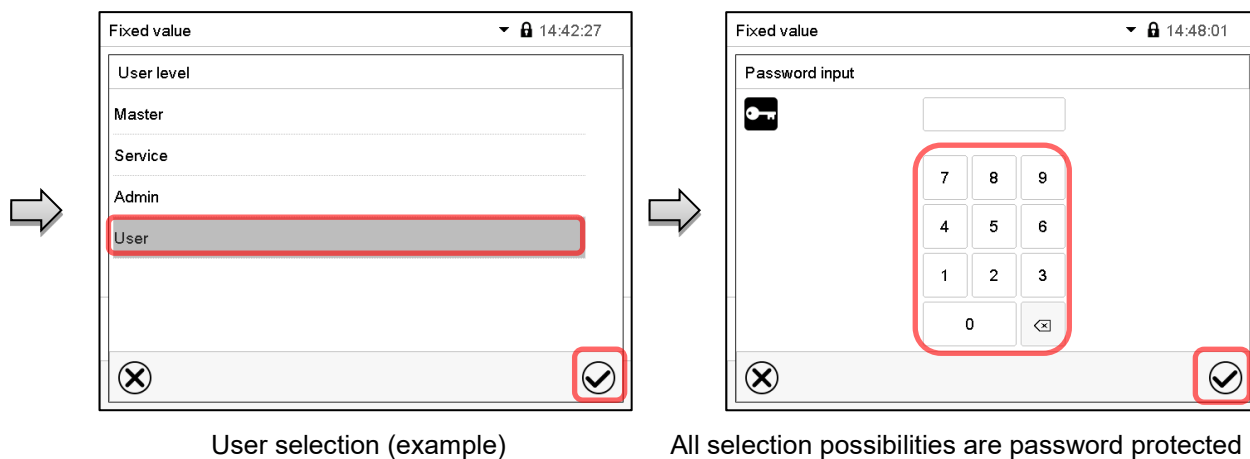 Fixed value 14:42:27
User level
Master
Service
Admin
User
User selection (example)
Fixed value 14:48:01
Password input
7 8 9
4 5 6
1 2 3
0
All selection possibilities are password protected